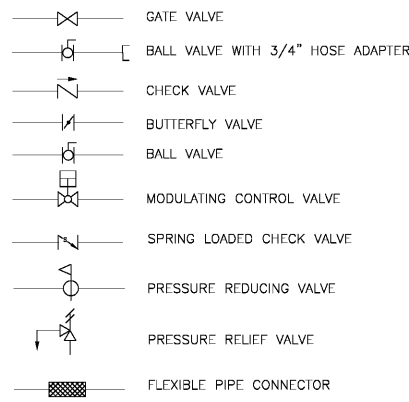 GATE VALVE
BALL VALVE WITH 3/4" HOSE ADAPTER
CHECK VALVE
BUTTERFLY VALVE
BALL VALVE
MODULATING CONTROL VALVE
SPRING LOADED CHECK VALVE
PRESSURE REDUCING VALVE
PRESSURE RELIEF VALVE
FLEXIBLE PIPE CONNECTOR